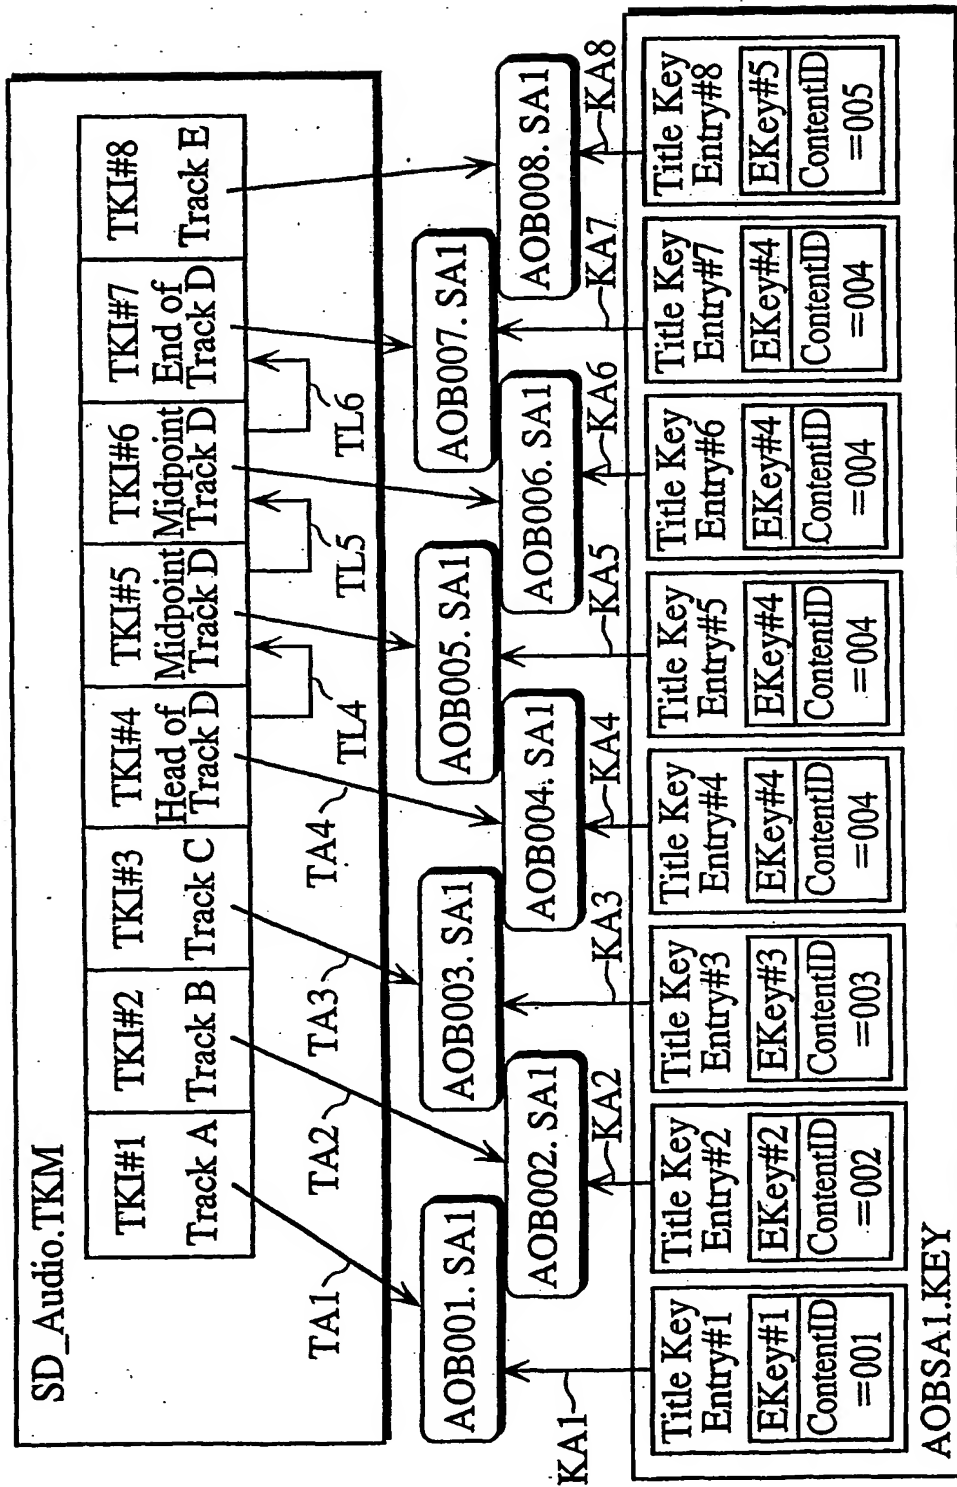 SD_Audio.TKM
TKI#1
Track A
TKI#2
Track B
TKI#3
Track C
TKI#4
Head of
Track D
TKI#5
Midpoint
Track D
TKI#6
Midpoint
Track D
TKI#7
End of
Track D
TKI#8
Track E
TA1
TA2
TA3
TA4
TL4
TL5
TL6
AOB001. SA1
AOB002. SA1
AOB003. SA1
AOB004. SA1
AOB005. SA1
AOB006. SA1
AOB007. SA1
AOB008. SA1
KA1
KA2
KA3
KA4
KA5
KA6
KA7
KA8
Title Key
Entry#1
EKey#1
ContentID
=001
Title Key
Entry#2
EKey#2
ContentID
=002
Title Key
Entry#3
EKey#3
ContentID
=003
Title Key
Entry#4
EKey#4
ContentID
=004
Title Key
Entry#5
EKey#4
ContentID
=004
Title Key
Entry#6
EKey#4
ContentID
=004
Title Key
Entry#7
EKey#4
ContentID
=004
Title Key
Entry#8
EKey#5
ContentID
=005
AOBSA1.KEY